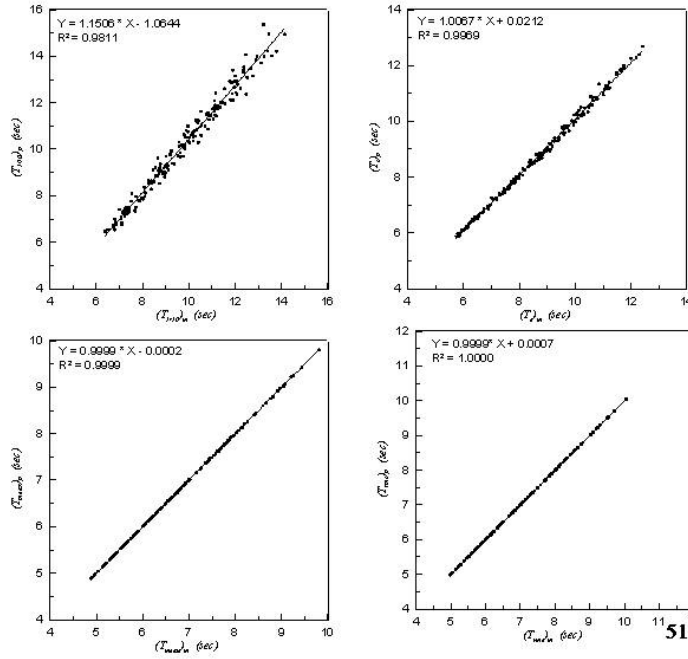 Y = 1.1506 * X - 1.0644
R² = 0.9811
16
14
12
10
8
6
4
4 6 8 10 12 14 16
(sec)
(sec)
Y = 1.0067 * X + 0.0212
R² = 0.9969
14
12
10
8
6
4
4 6 8 10 12 14
(sec)
(sec)
Y = 0.9999 * X - 0.0002
R² = 0.9999
10
9
8
7
6
5
4
4 5 6 7 8 9 10
(Tmean)p (sec)
(Tmean)m (sec)
Y = 0.9999* X + 0.0007
R² = 1.0000
12
11
10
9
8
7
6
5
4
4 5 6 7 8 9 10 11
(sec)
(sec)
51